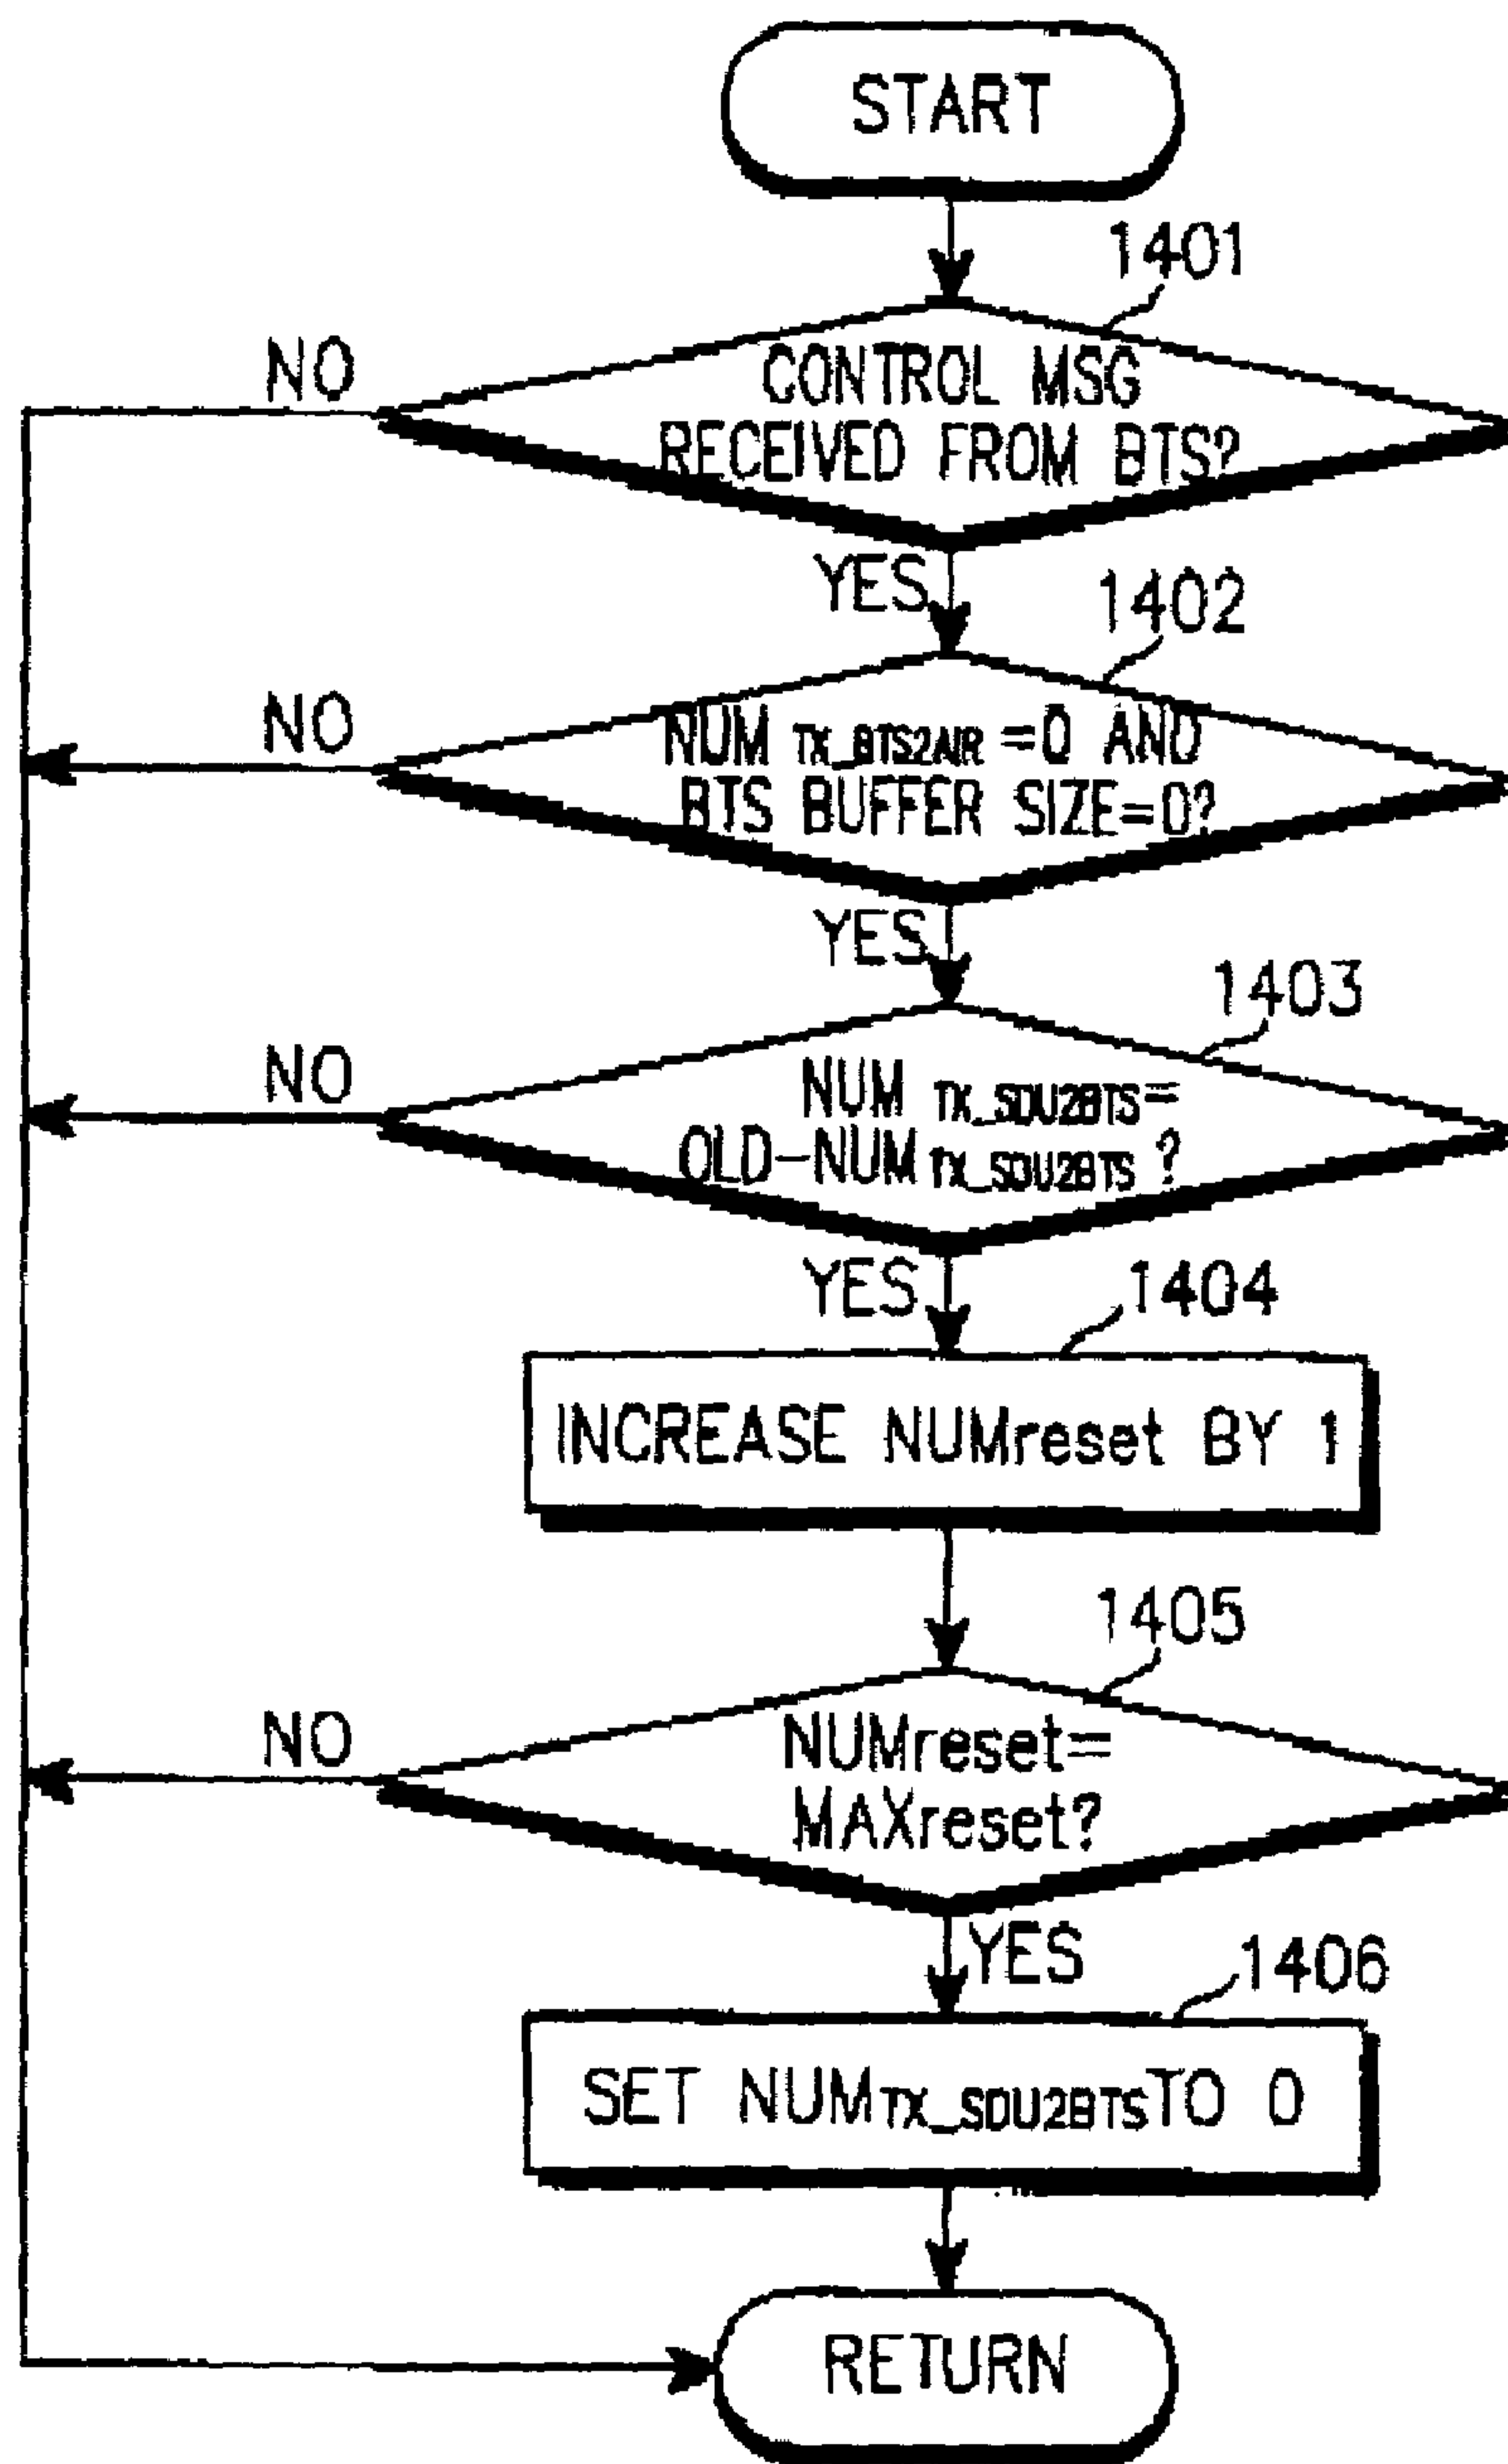 START
1401
NO
CONTROL MSG
RECEIVED FROM BTS?
YES
1402
NO
NUM TX_BTS2AIR =0 AND
BTS BUFFER SIZE=0?
YES
1403
NO
NUM TX_SDU2BTS=
OLD-NUM TX_SDU2BTS ?
YES
1404
INCREASE NUMreset BY 1
1405
NO
NUMreset=
MAXreset?
YES
1406
SET NUMTX_SDU2BTS TO 0
RETURN